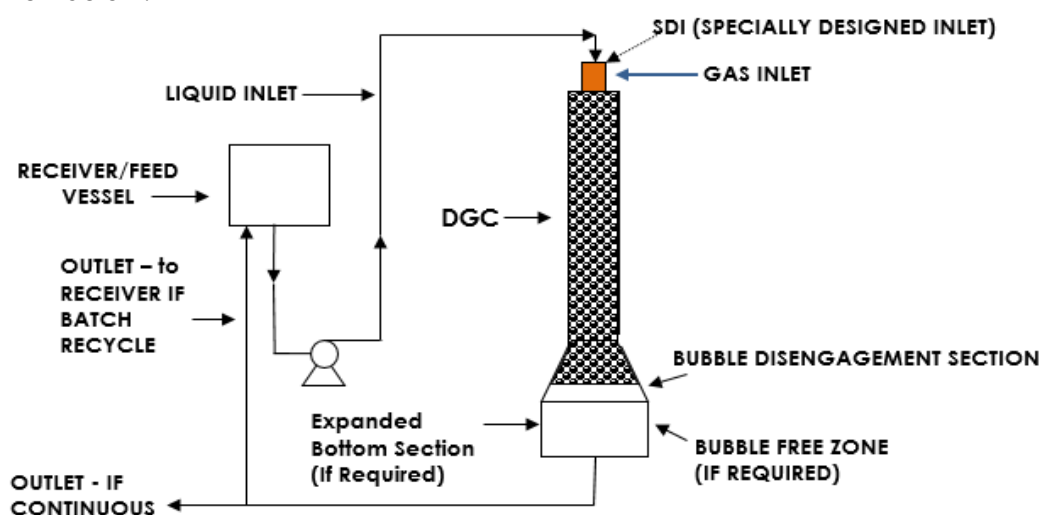 SDI (SPECIALLY DESIGNED INLET)
GAS INLET
LIQUID INLET
RECEIVER/FEED
VESSEL
DGC
OUTLET – to
RECEIVER IF
BATCH
RECYCLE
BUBBLE DISENGAGEMENT SECTION
Expanded
Bottom Section
(If Required)
BUBBLE FREE ZONE
(IF REQUIRED)
OUTLET - IF
CONTINUOUS